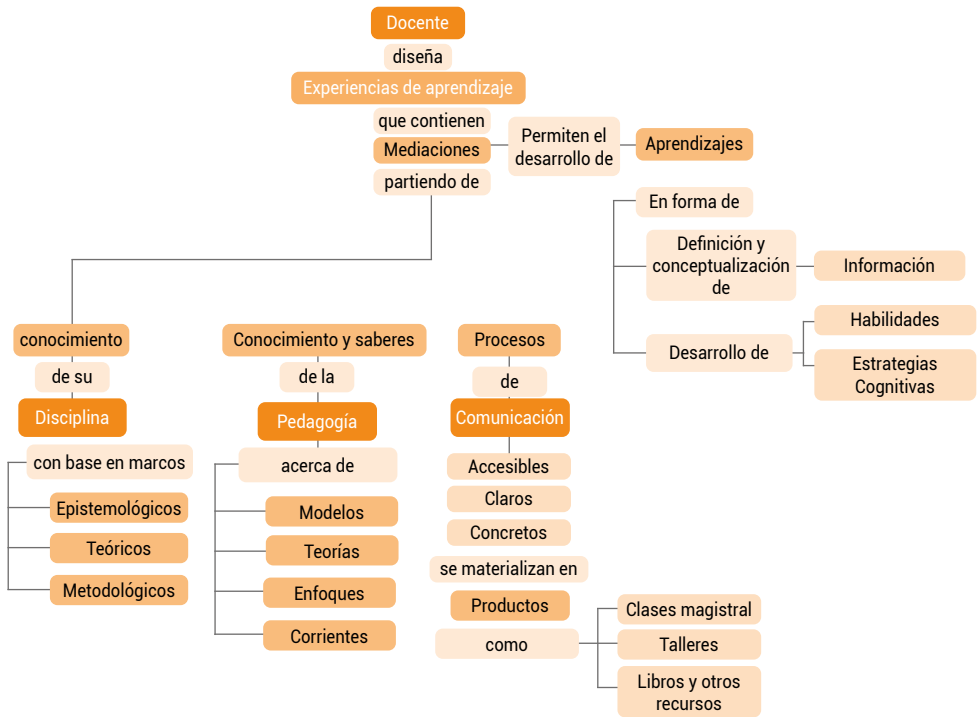 Docente
diseña
Experiencias de aprendizaje
que contienen
Mediaciones
partiendo de
Permiten el
desarrollo de
Aprendizajes
En forma de
Definición y
conceptualización
de
Información
Desarrollo de
Habilidades
Estrategias
Cognitivas
conocimiento
de su
Disciplina
con base en marcos
Epistemológicos
Teóricos
Metodológicos
Conocimiento y saberes
de la
Pedagogía
acerca de
Modelos
Teorías
Enfoques
Corrientes
Procesos
de
Comunicación
Accesibles
Claros
Concretos
se materializan en
Productos
como
Clases magistral
Talleres
Libros y otros
recursos